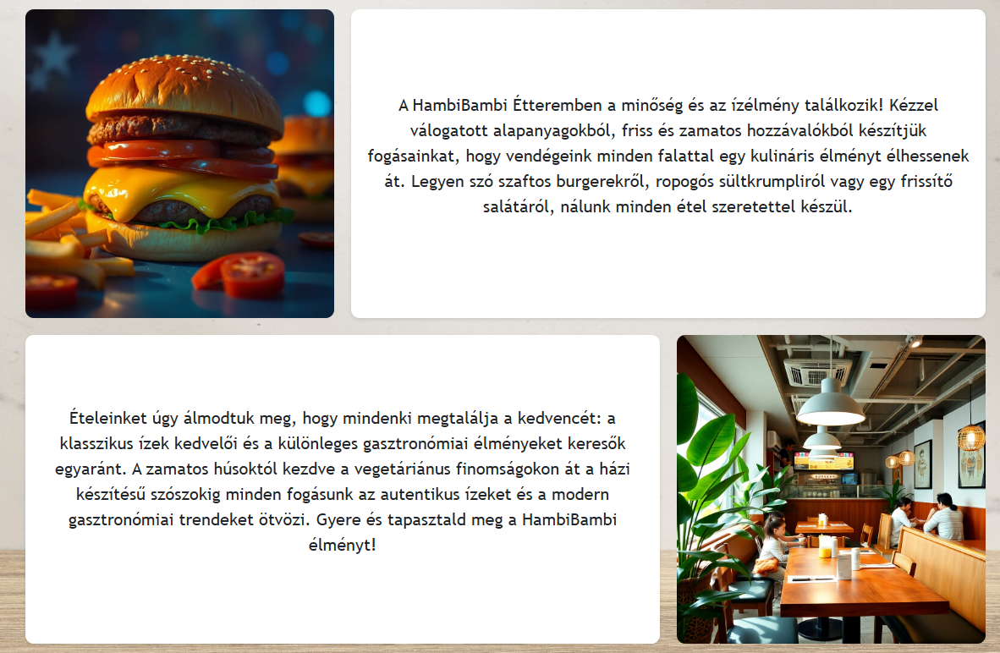 A HambiBambi Étteremben a minőség és az ízélmény találkozik! Kézzel
válogatott alapanyagokból, friss és zamatos hozzávalókból készítjük
fogásainkat, hogy vendégeink minden falattal egy kulináris élményt élhessenek
át. Legyen szó szaftos burgerekről, ropogós sültkrumpliról vagy egy frissítő
salátáról, nálunk minden étel szeretettel készül.
Ételeinket úgy álmodtuk meg, hogy mindenki megtalálja a kedvencét: a
klasszikus ízek kedvelői és a különleges gasztronómiai élményeket keresők
egyaránt. A zamatos húsoktól kezdve a vegetáriánus finomságokon át a házi
készítésű szószokig minden fogásunk az autentikus ízeket és a modern
gasztronómiai trendeket ötvözi. Gyere és tapasztald meg a HambiBambi
élményt!